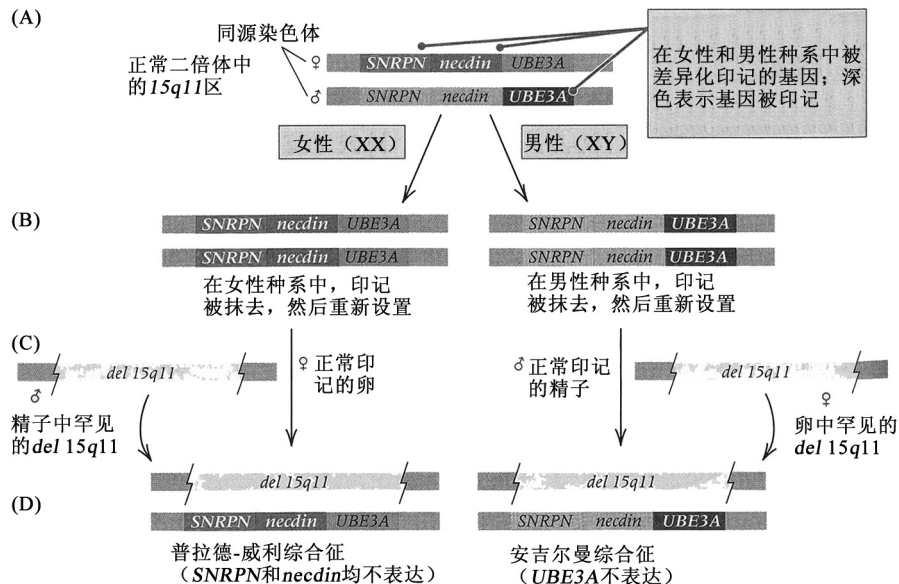 (A)
同源染色体
正常二倍体中
的15q11区
♀
SNRPN necdin UBE3A
♂
SNRPN necdin UBE3A
在女性和男性种系中被
差异化印记的基因；深
色表示基因被印记
女性（XX）
男性（XY）
(B)
SNRPN necdin UBE3A
SNRPN necdin UBE3A
在女性种系中，印记
被抹去，然后重新设置
SNRPN necdin UBE3A
SNRPN necdin UBE3A
在男性种系中，印记
被抹去，然后重新设置
(C)
del 15q11
♂
精子中罕见
的del 15q11
♀正常印
记的卵
♂正常印记
的精子
del 15q11
♀
卵中罕见的
del 15q11
(D)
del 15q11
SNRPN necdin UBE3A
普拉德-威利综合征
（SNRPN和necdin均不表达）
del 15q11
SNRPN necdin UBE3A
安吉尔曼综合征
（UBE3A不表达）